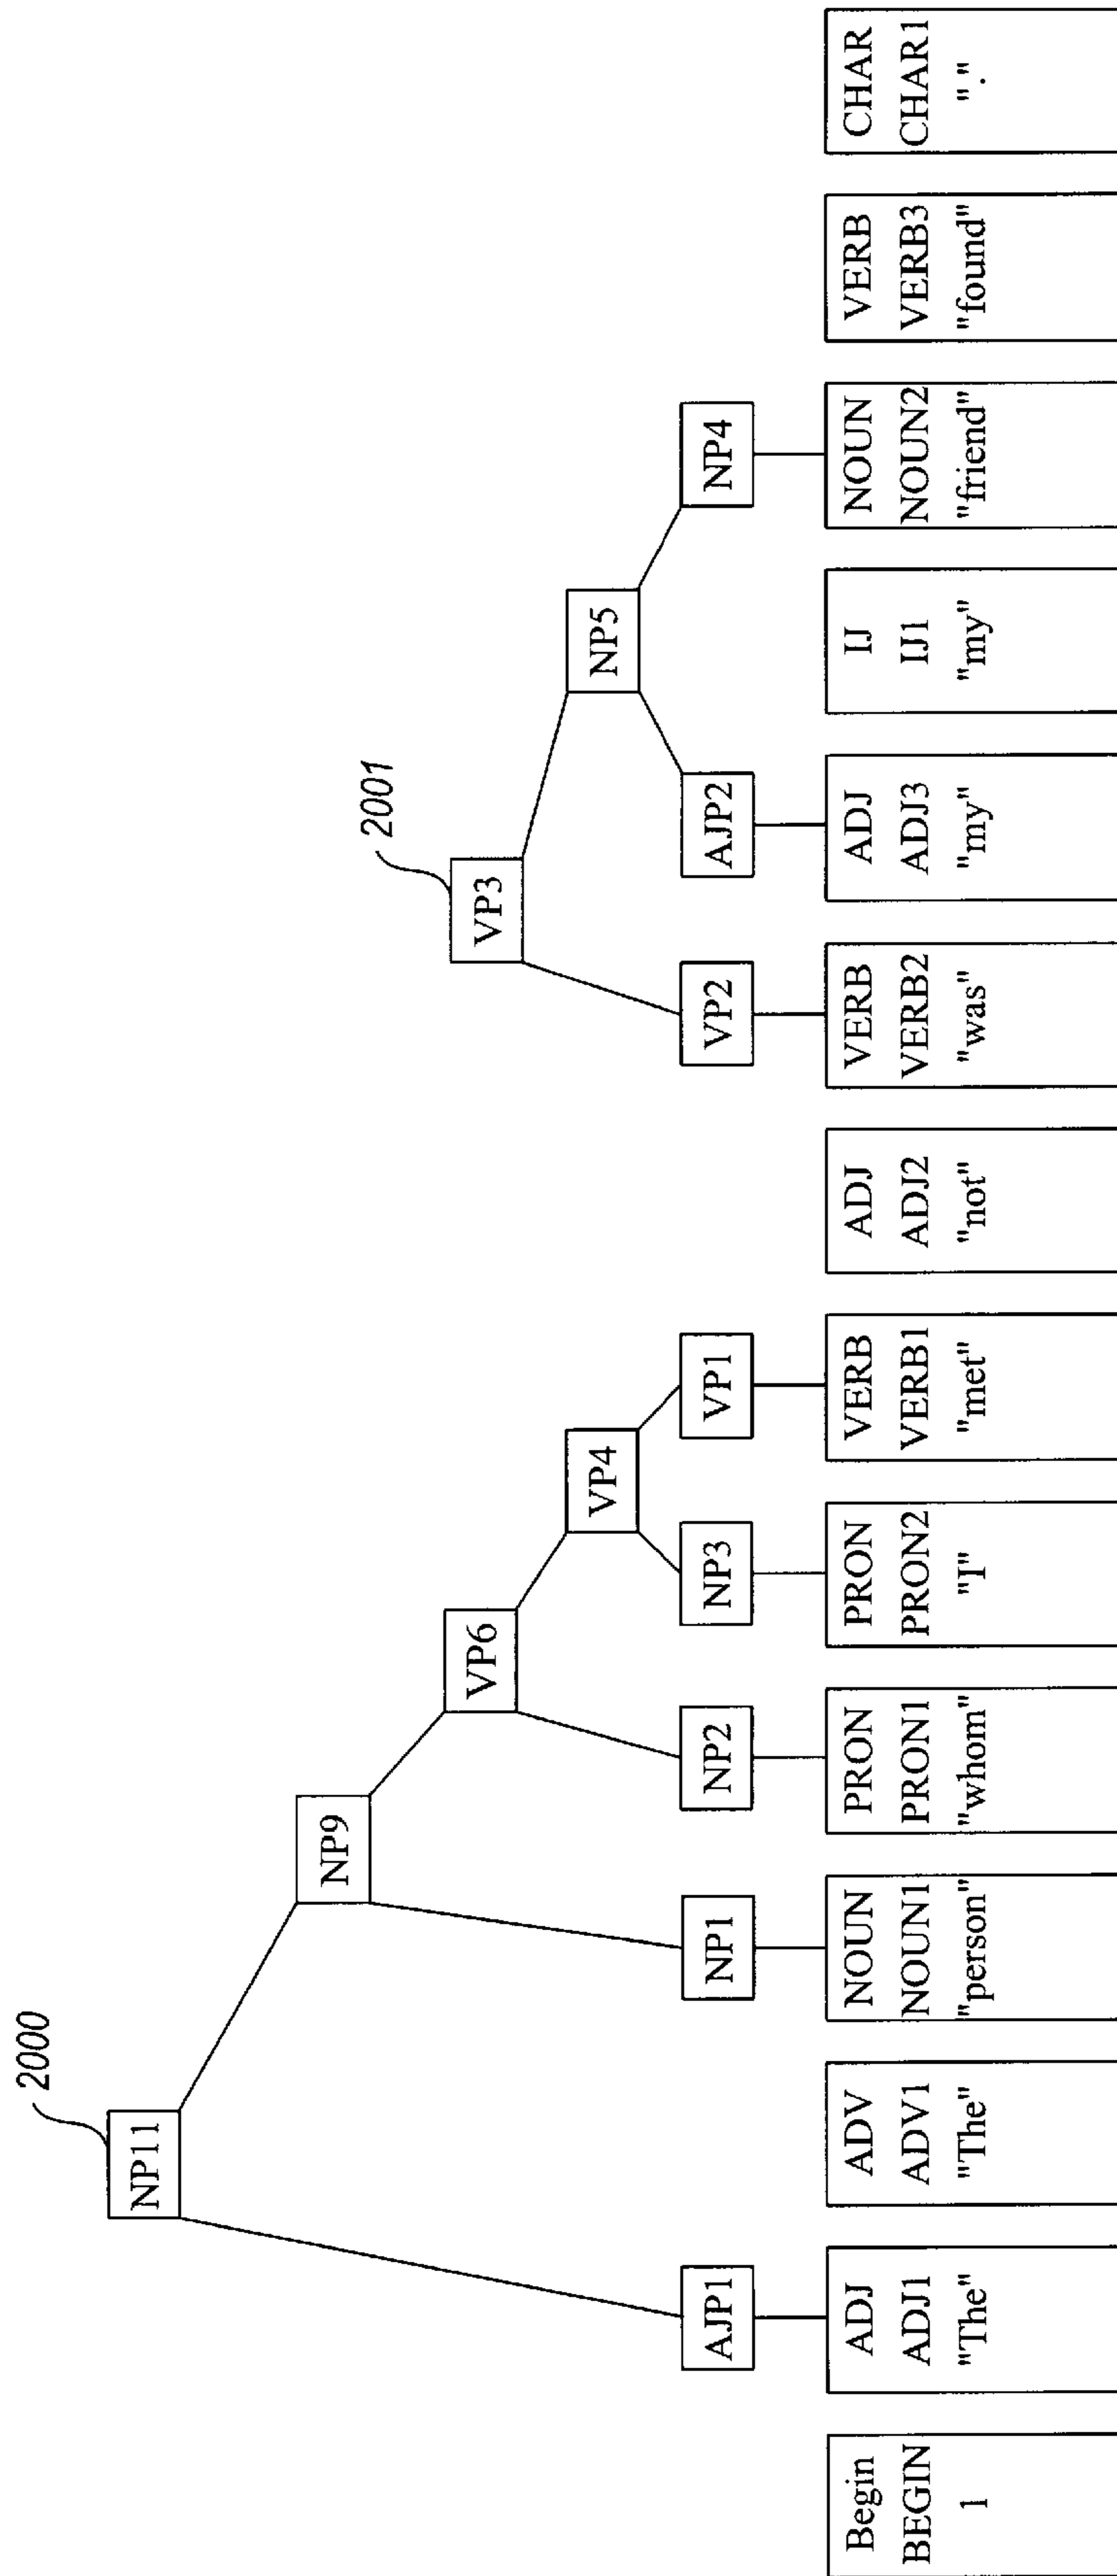 2000
NP11
NP9
2001
VP6
VP3
VP4
NP5
AJP1
NP1
NP2
NP3
VP1
VP2
AJP2
NP4
Begin
BEGIN
1
ADJ
ADJ1
"The"
ADV
ADV1
"The"
NOUN
NOUN1
"person"
PRON
PRON1
"whom"
PRON
PRON2
"I"
VERB
VERB1
"met"
ADJ
ADJ2
"not"
VERB
VERB2
"was"
ADJ
ADJ3
"my"
IJ
IJ1
"my"
NOUN
NOUN2
"friend"
VERB
VERB3
"found"
CHAR
CHAR1
"."